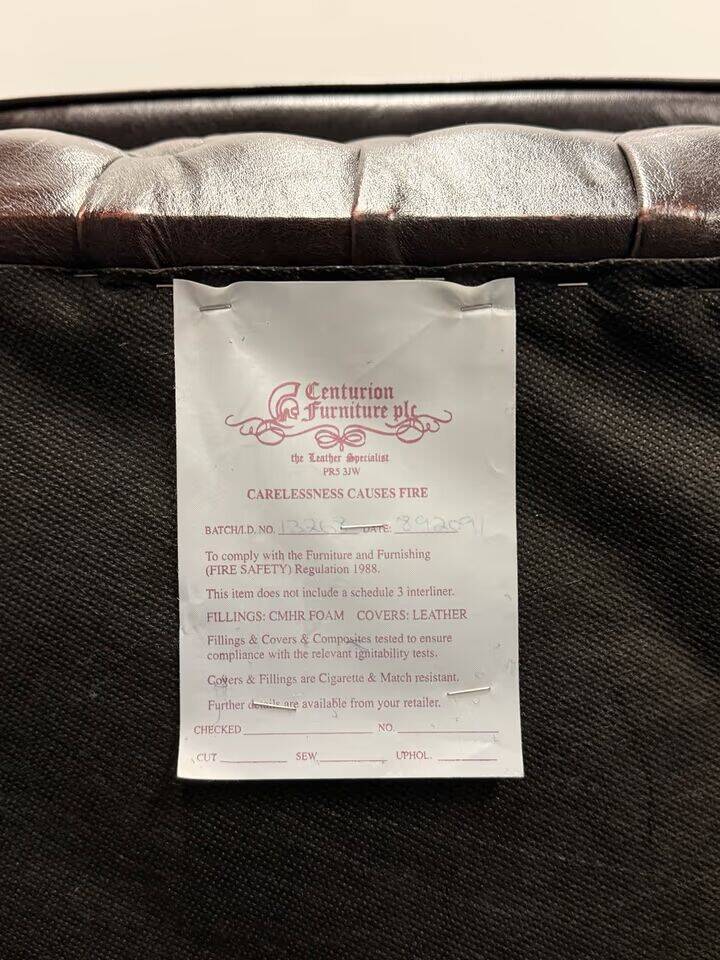 Centurion
Furniture plc
the Leather Specialist
PR5 3JW
CARELESSNESS CAUSES FIRE
BATCH/I.D. NO. DATE:
To comply with the Furniture and Furnishing
(FIRE SAFETY) Regulation 1988.
This item does not include a schedule 3 interliner.
FILLINGS: CMHR FOAM COVERS: LEATHER
Fillings & Covers & Composites tested to ensure
compliance with the relevant ignitability tests.
Covers & Fillings are Cigarette & Match resistant.
Further details are available from your retailer.
CHECKED NO.
CUT SEW UPHOL.